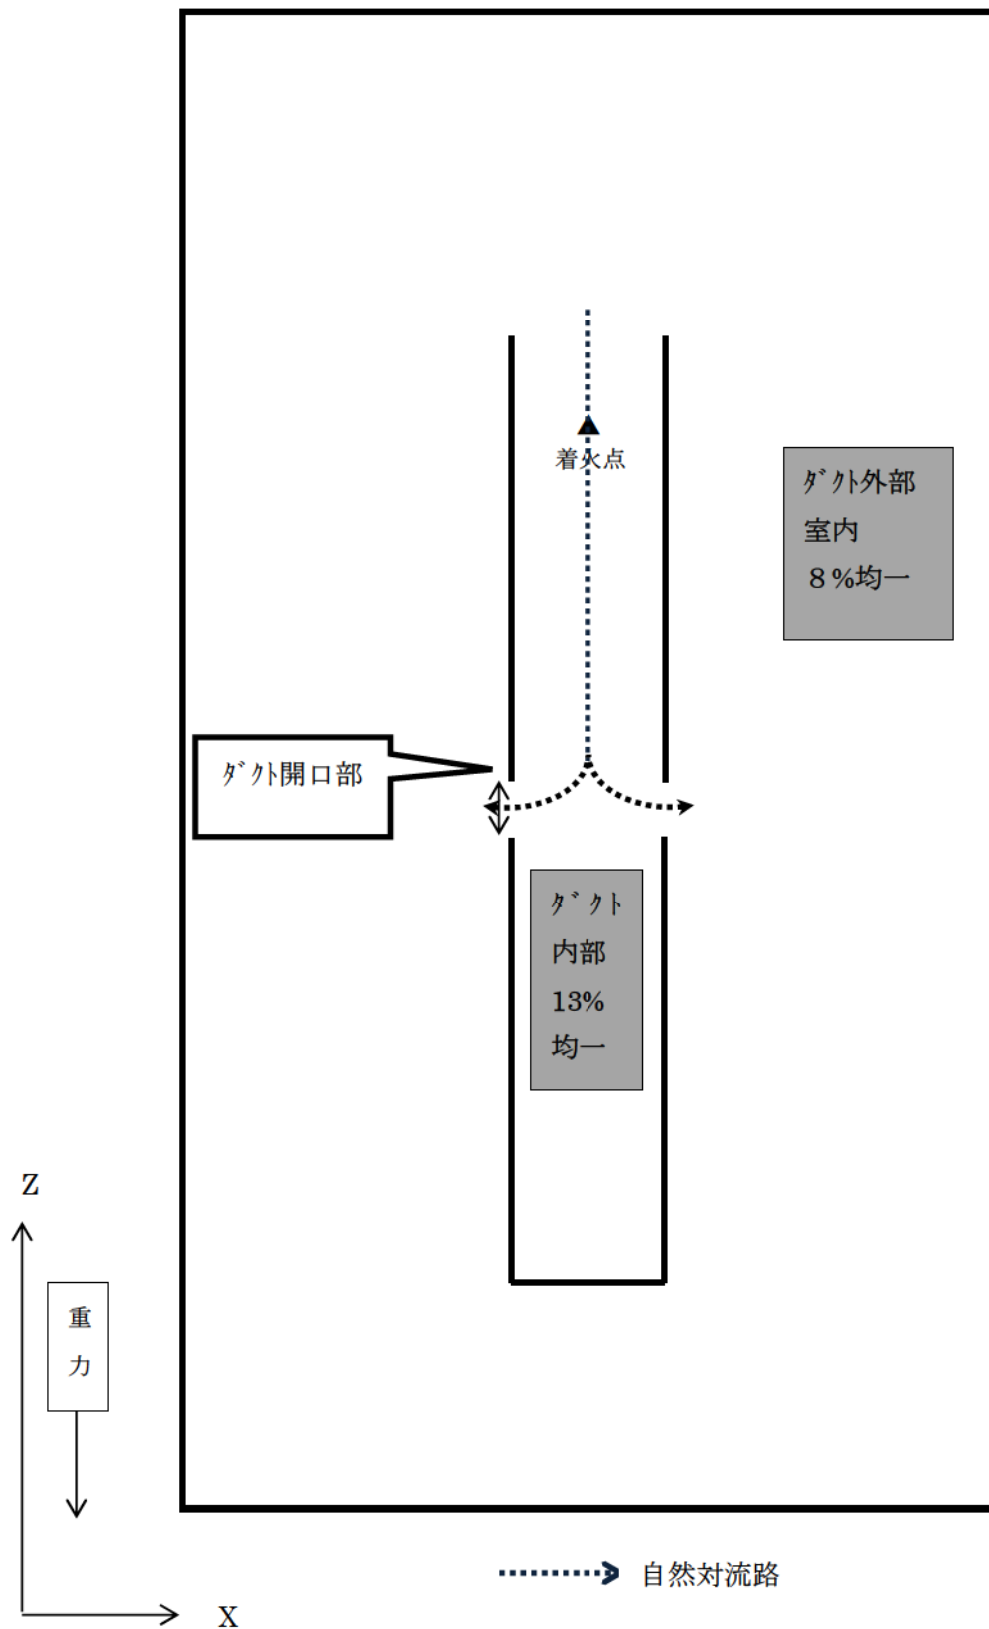 着火点
ﾀﾞｸﾄ外部
室内
８%均一
ﾀﾞｸﾄ開口部
ﾀﾞｸﾄ
内部
13%
均一
Z
重
力
自然対流路
X